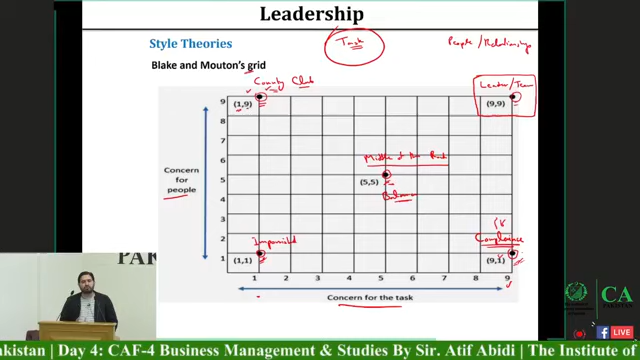 Leadership
Style Theories
Task
People / Relationship
Blake and Mouton's grid
Country Club
Leader/Team
9
(1,9)
(9,9)
8
7
6
Middle of the Road
5
(5,5)
Concern
for
people
4
Balance
3
2
Impoverished
Compliance
1
(1,1)
(9,1)
1 2 3 4 5 6 7 8 9
Concern for the task
PAK
CA
PAKISTAN
LIVE
akistan | Day 4: CAF-4 Business Management & Studies By Sir. Atif Abidi | The Institute of